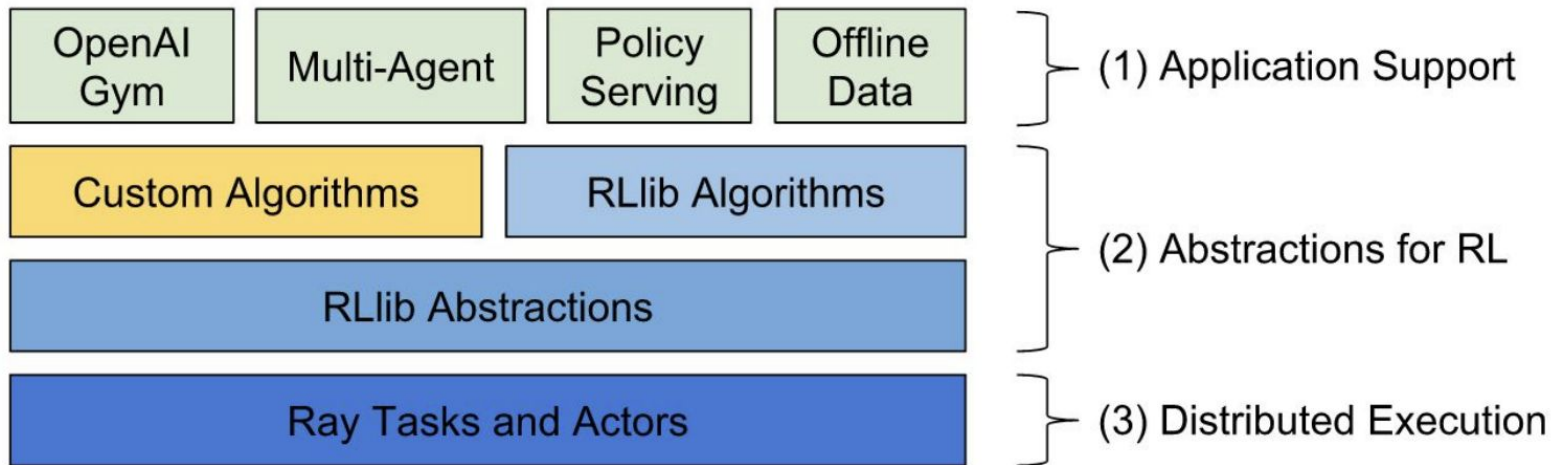 OpenAI
Gym
Multi-Agent
Policy
Serving
Offline
Data
(1) Application Support
Custom Algorithms
RLlib Algorithms
(2) Abstractions for RL
RLlib Abstractions
Ray Tasks and Actors
(3) Distributed Execution